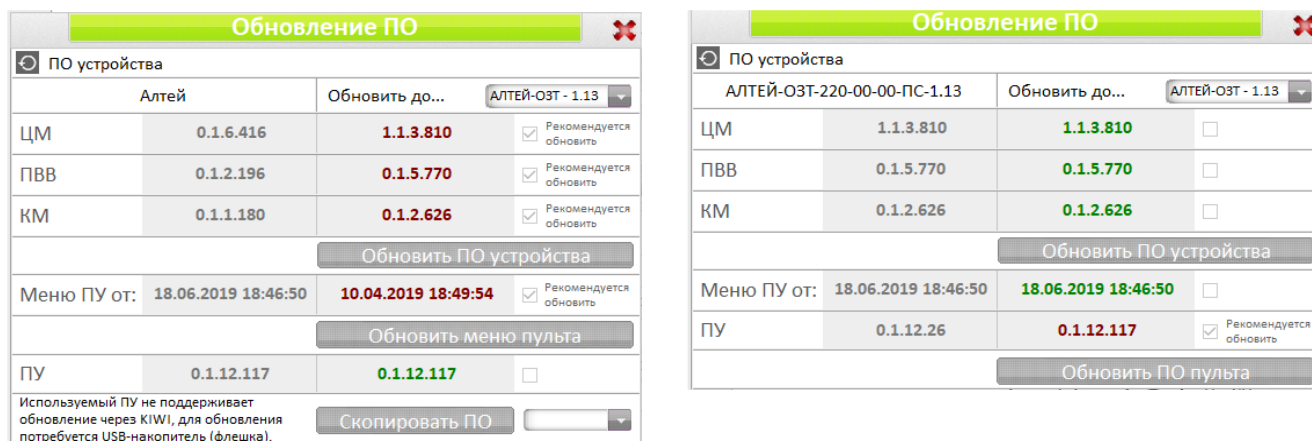 Обновление ПО
ПО устройства
Алтей Обновить до... АЛТЕЙ-ОЗТ - 1.13
ЦМ 0.1.6.416 1.1.3.810 Рекомендуется
обновить
ПВВ 0.1.2.196 0.1.5.770 Рекомендуется
обновить
КМ 0.1.1.180 0.1.2.626 Рекомендуется
обновить
Обновить ПО устройства
Меню ПУ от: 18.06.2019 18:46:50 10.04.2019 18:49:54 Рекомендуется
обновить
Обновить меню пульта
ПУ 0.1.12.117 0.1.12.117
Используемый ПУ не поддерживает
обновление через KIWI, для обновления
потребуется USB-накопитель (флешка).
Скопировать ПО
Обновление ПО
ПО устройства
АЛТЕЙ-ОЗТ-220-00-00-ПС-1.13 Обновить до... АЛТЕЙ-ОЗТ - 1.13
ЦМ 1.1.3.810 1.1.3.810
ПВВ 0.1.5.770 0.1.5.770
КМ 0.1.2.626 0.1.2.626
Обновить ПО устройства
Меню ПУ от: 18.06.2019 18:46:50 18.06.2019 18:46:50
ПУ 0.1.12.26 0.1.12.117 Рекомендуется
обновить
Обновить ПО пульта